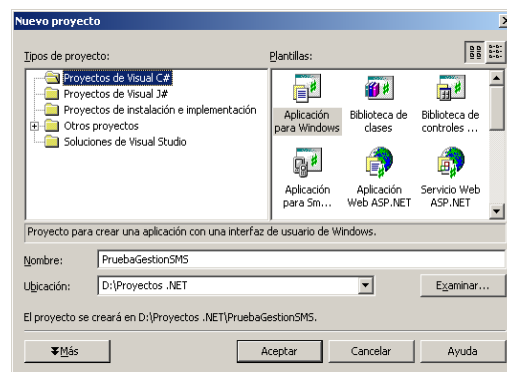 Nuevo proyecto
Tipos de proyecto:
Plantillas:
Proyectos de Visual C#
Proyectos de Visual J#
Proyectos de instalación e implementación
Otros proyectos
Soluciones de Visual Studio
Aplicación para Windows
Biblioteca de clases
Biblioteca de controles ...
Aplicación para Sm...
Aplicación Web ASP.NET
Servicio Web ASP.NET
Proyecto para crear una aplicación con una interfaz de usuario de Windows.
Nombre:
PruebaGestionSMS
Ubicación:
D:\Proyectos .NET
Examinar...
El proyecto se creará en D:\Proyectos .NET\PruebaGestionSMS.
Más
Aceptar
Cancelar
Ayuda